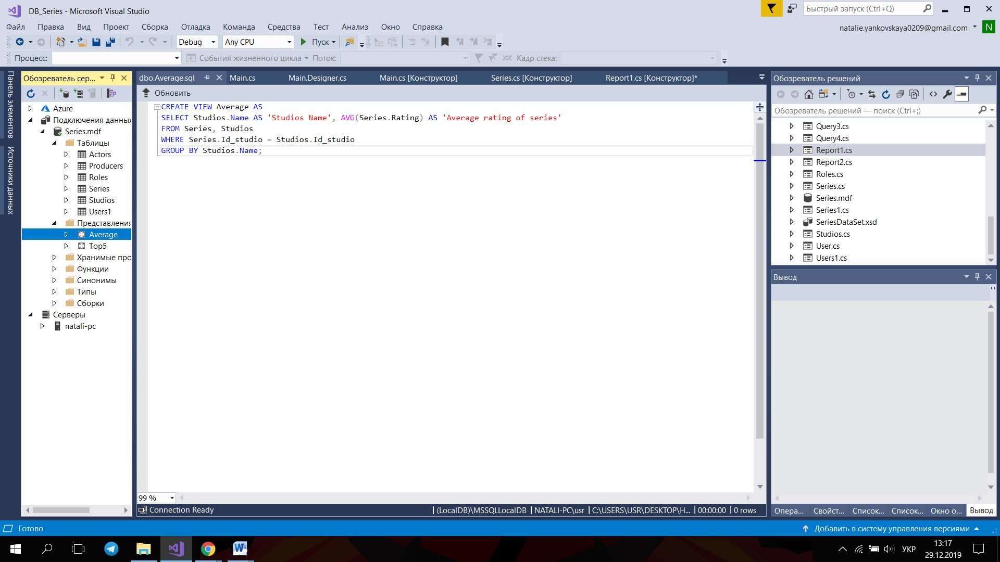 DB_Series - Microsoft Visual Studio
Быстрый запуск (Ctrl+Q)
Файл Правка Вид Проект Сборка Отладка Команда Средства Тест Анализ Окно Справка
natalie.yankovskaya0209@gmail.com N
Debug Any CPU Пуск
Процесс: События жизненного цикла Поток: Кадр стека:
Панель элементов
Источники данных
Обозреватель сер...
Azure
Подключения данных
Series.mdf
Таблицы
Actors
Producers
Roles
Series
Studios
Users1
Представления
Average
Top5
Хранимые про
Функции
Синонимы
Типы
Сборки
Серверы
natali-pc
dbo.Average.sql Main.cs Main.Designer.cs Main.cs [Конструктор] Series.cs [Конструктор] Report1.cs [Конструктор]*
Обновить
CREATE VIEW Average AS
SELECT Studios.Name AS 'Studios Name', AVG(Series.Rating) AS 'Average rating of series'
FROM Series, Studios
WHERE Series.Id_studio = Studios.Id_studio
GROUP BY Studios.Name;
99 %
Connection Ready (LocalDB)\MSSQLLocalDB NATALI-PC\usr C:\USERS\USR\DESKTOP\H... 00:00:00 0 rows
Обозреватель решений
Обозреватель решений — поиск (Ctrl+;)
Query3.cs
Query4.cs
Report1.cs
Report2.cs
Roles.cs
Series.cs
Series.mdf
Series1.cs
SeriesDataSet.xsd
Studios.cs
User.cs
Users1.cs
Вывод
Опера... Свойст... Список... Список... Окно о... Вывод
Готово
Добавить в систему управления версиями
УКР
13:17
29.12.2019